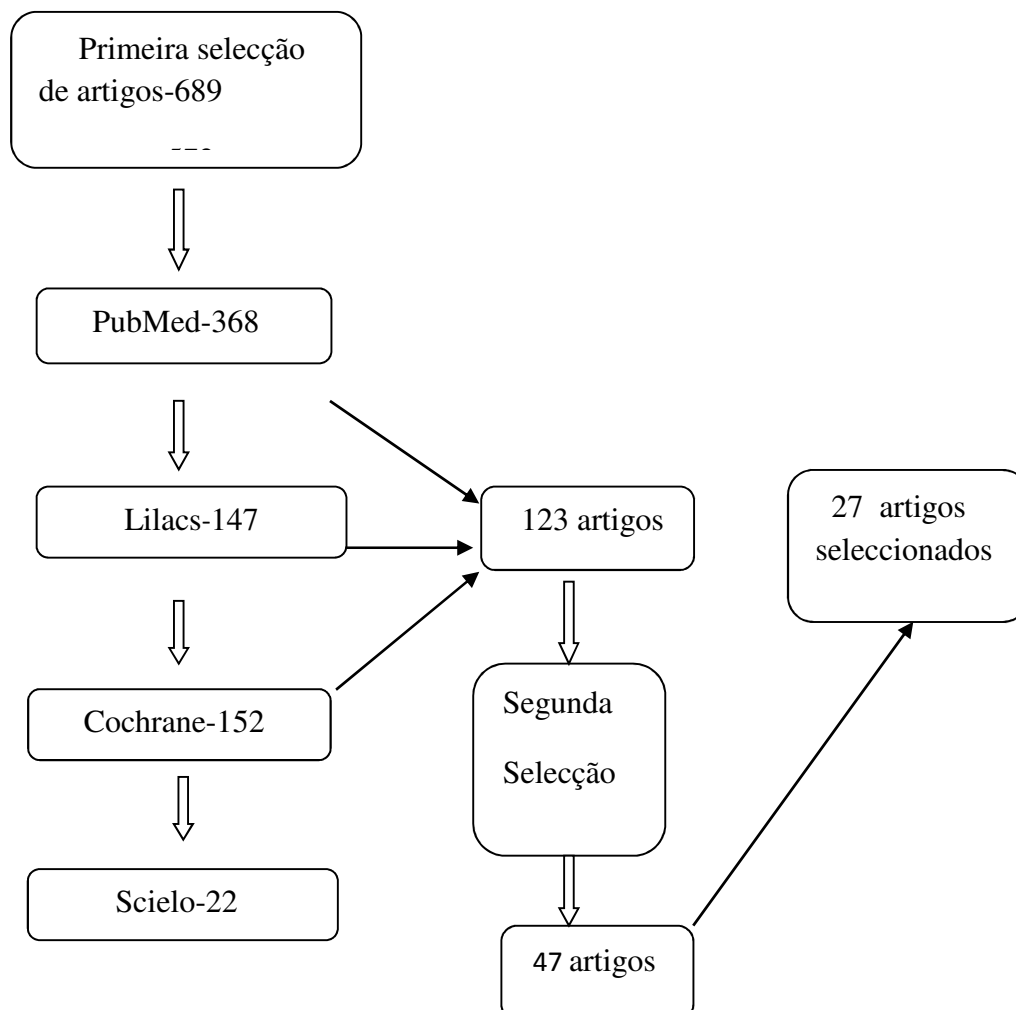 Primeira selecção
de artigos-689
PubMed-368
Lilacs-147
Cochrane-152
Scielo-22
123 artigos
Segunda
Selecção
47 artigos
27 artigos
seleccionados